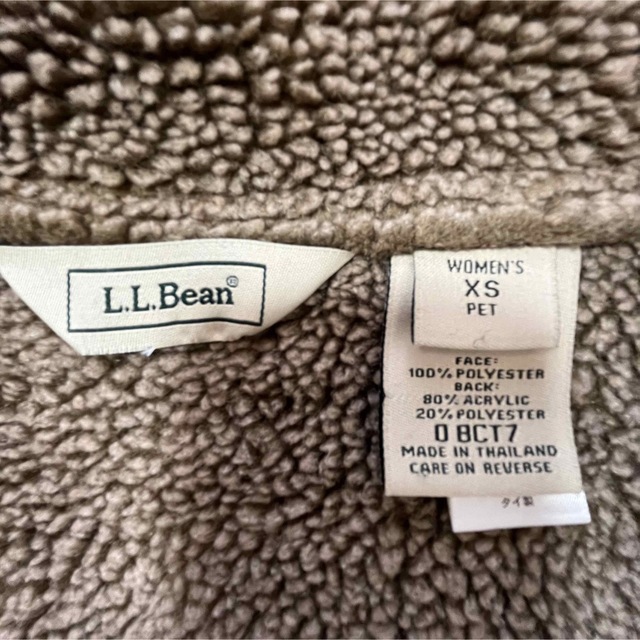 L.L.Bean®
WOMEN'S
XS
PET
FACE:
100% POLYESTER
BACK:
80% ACRYLIC
20% POLYESTER
0 BCT7
MADE IN THAILAND
CARE ON REVERSE
タイ製